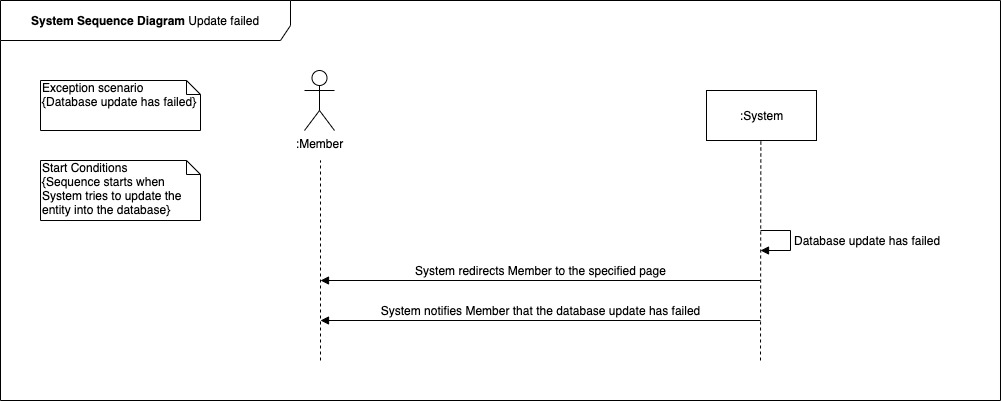 System Sequence Diagram Update failed
Exception scenario
{Database update has failed}
:Member
:System
Start Conditions
{Sequence starts when
System tries to update the
entity into the database}
Database update has failed
System redirects Member to the specified page
System notifies Member that the database update has failed